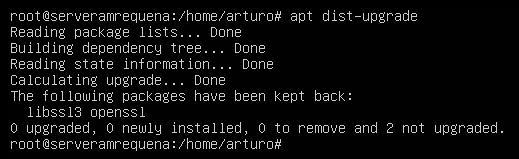 root@serveramrequena:/home/arturo# apt dist-upgrade
Reading package lists... Done
Building dependency tree... Done
Reading state information... Done
Calculating upgrade... Done
The following packages have been kept back:
  libssl3 openssl
0 upgraded, 0 newly installed, 0 to remove and 2 not upgraded.
root@serveramrequena:/home/arturo#